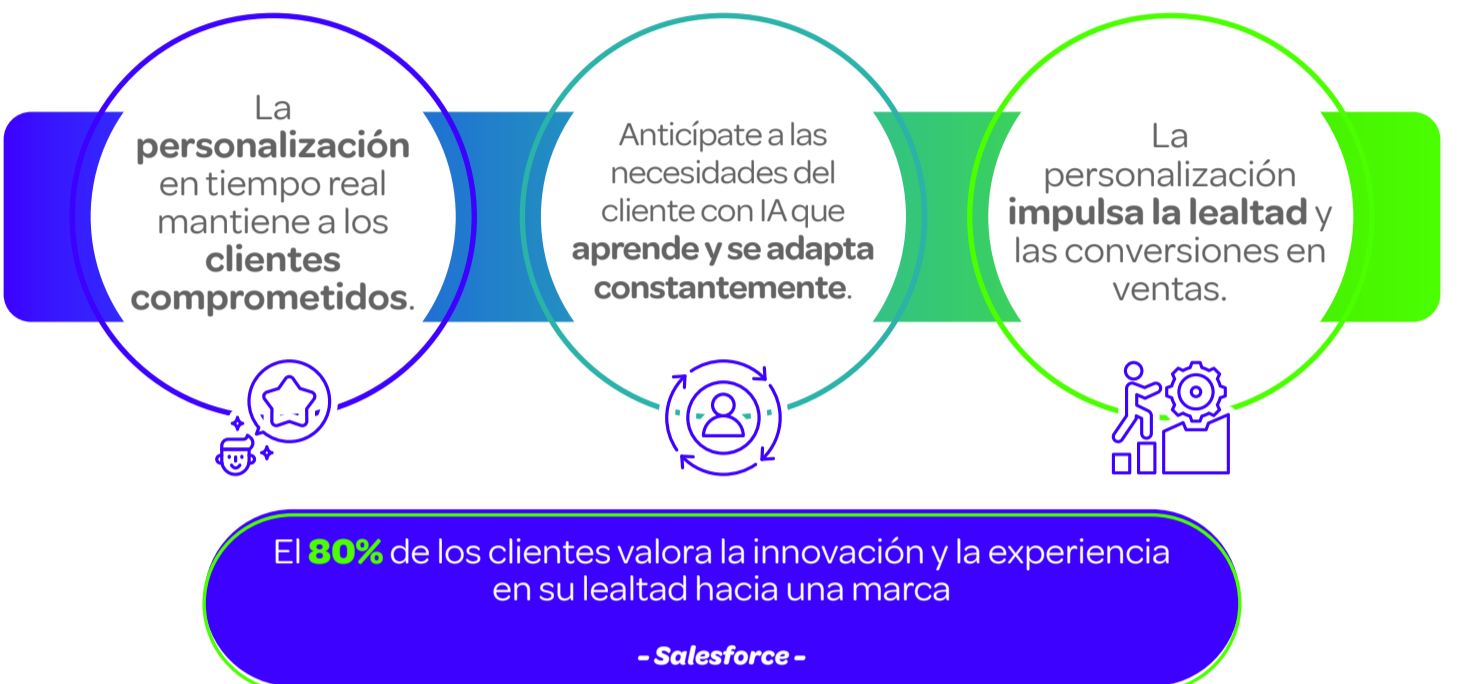 La
personalización
en tiempo real
mantiene a los
clientes
comprometidos.
Anticípate a las
necesidades del
cliente con IA que
aprende y se adapta
constantemente.
La
personalización
impulsa la lealtad y
las conversiones en
ventas.
El 80% de los clientes valora la innovación y la experiencia
en su lealtad hacia una marca
- Salesforce -